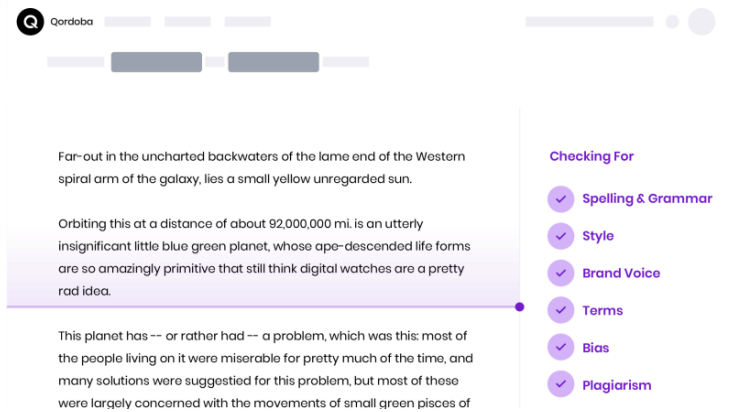 Qordoba
Far-out in the uncharted backwaters of the lame end of the Western
spiral arm of the galaxy, lies a small yellow unregarded sun.
Orbiting this at a distance of about 92,000,000 mi. is an utterly
insignificant little blue green planet, whose ape-descended life forms
are so amazingly primitive that still think digital watches are a pretty
rad idea.
This planet has -- or rather had -- a problem, which was this: most of
the people living on it were miserable for pretty much of the time, and
many solutions were suggestied for this problem, but most of these
were largely concerned with the movements of small green pisces of
Checking For
Spelling & Grammar
Style
Brand Voice
Terms
Bias
Plagiarism